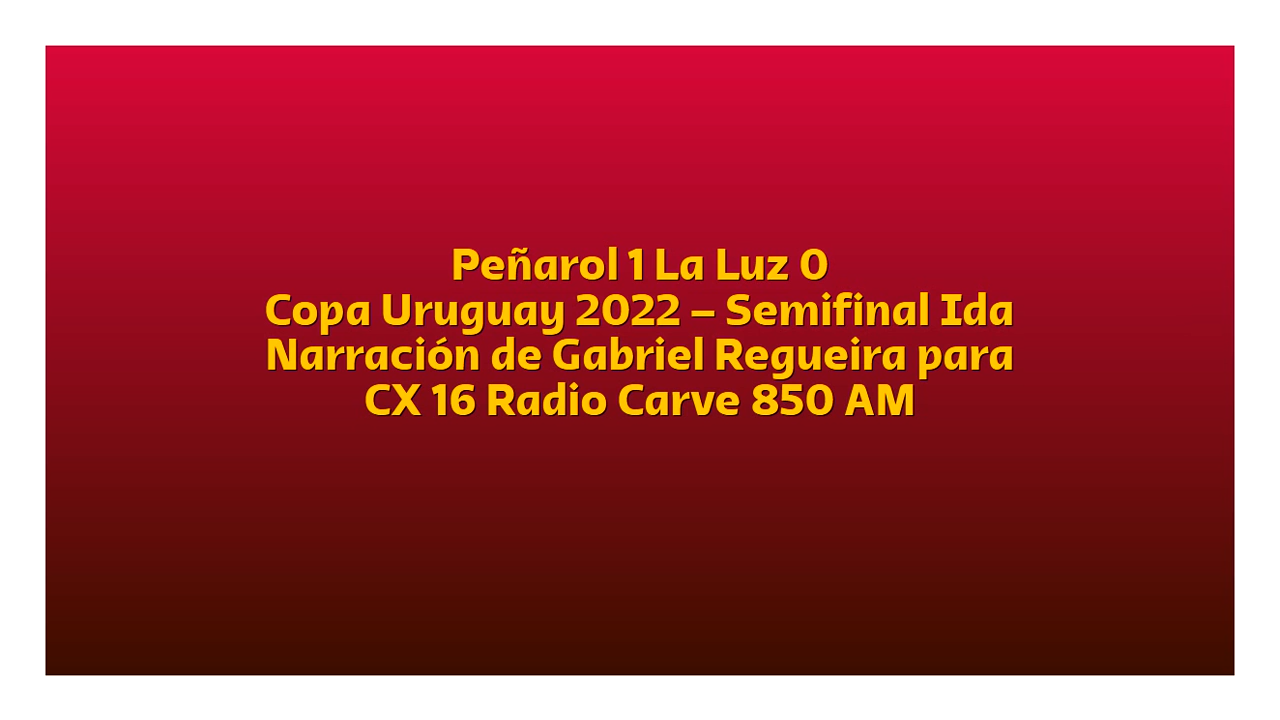 Peñarol 1 La Luz 0
Copa Uruguay 2022 – Semifinal Ida
Narración de Gabriel Regueira para
CX 16 Radio Carve 850 AM